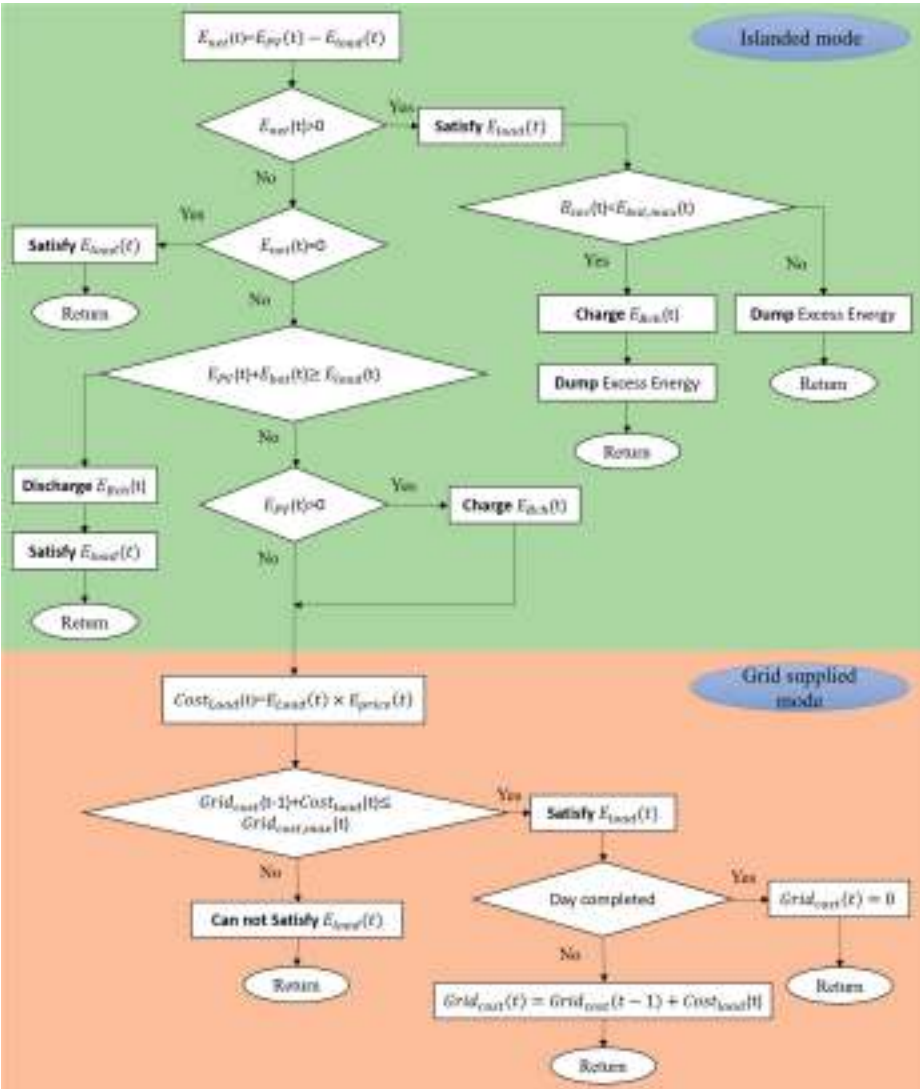 E_net(t)=E_PV(t) − E_load(t)
Islanded mode
E_net(t)>0
Yes
Satisfy E_load(t)
No
E_bat(t)<E_bat,max(t)
Yes
Satisfy E_load(t)
E_net(t)=0
Yes
No
Return
No
Charge E_Bch(t)
Dump Excess Energy
E_PV(t)+E_bat(t)≥ E_load(t)
Dump Excess Energy
Return
No
Return
Discharge E_Bch(t)
E_PV(t)>0
Yes
Charge E_Bch(t)
Satisfy E_load(t)
No
Return
Grid supplied
mode
Cost_Load(t)=E_Load(t) × E_price(t)
Grid_cost(t-1)+Cost_load(t)≤
Grid_cost,max(t)
Yes
Satisfy E_load(t)
No
Day completed
Yes
Grid_cost(t) = 0
Can not Satisfy E_load(t)
No
Return
Return
Grid_cost(t) = Grid_cost(t − 1) + Cost_load(t)
Return